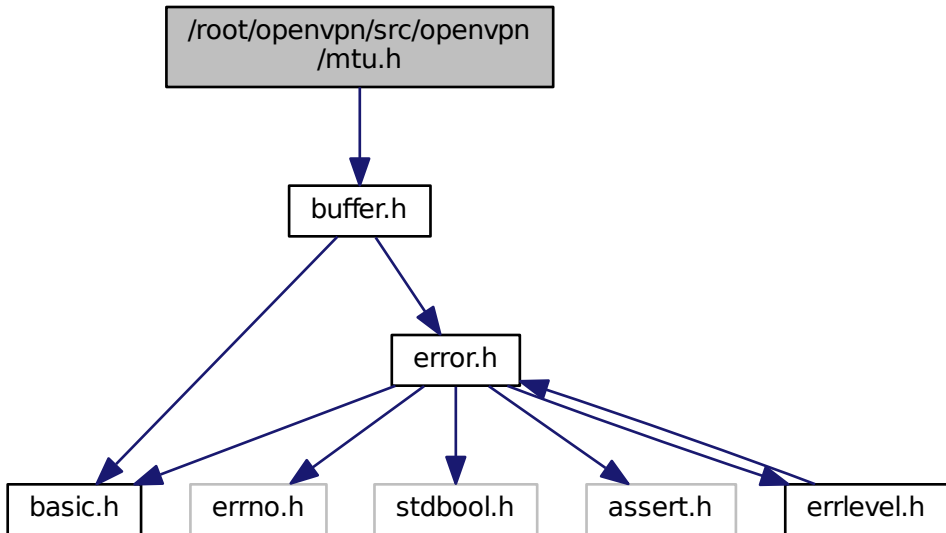 /root/openvpn/src/openvpn
/mtu.h
buffer.h
error.h
basic.h
errno.h
stdbool.h
assert.h
errlevel.h